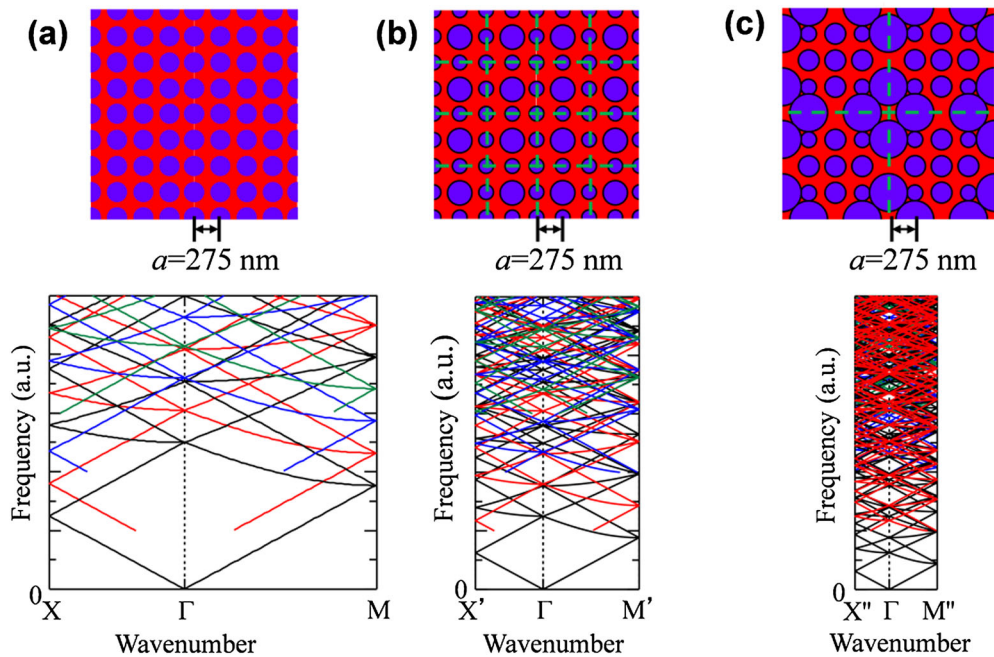 (a)
(b)
(c)
a=275 nm
a=275 nm
a=275 nm
Frequency (a.u.)
0
X Γ M
Wavenumber
Frequency (a.u.)
0
X' Γ M'
Wavenumber
Frequency (a.u.)
0
X" Γ M"
Wavenumber